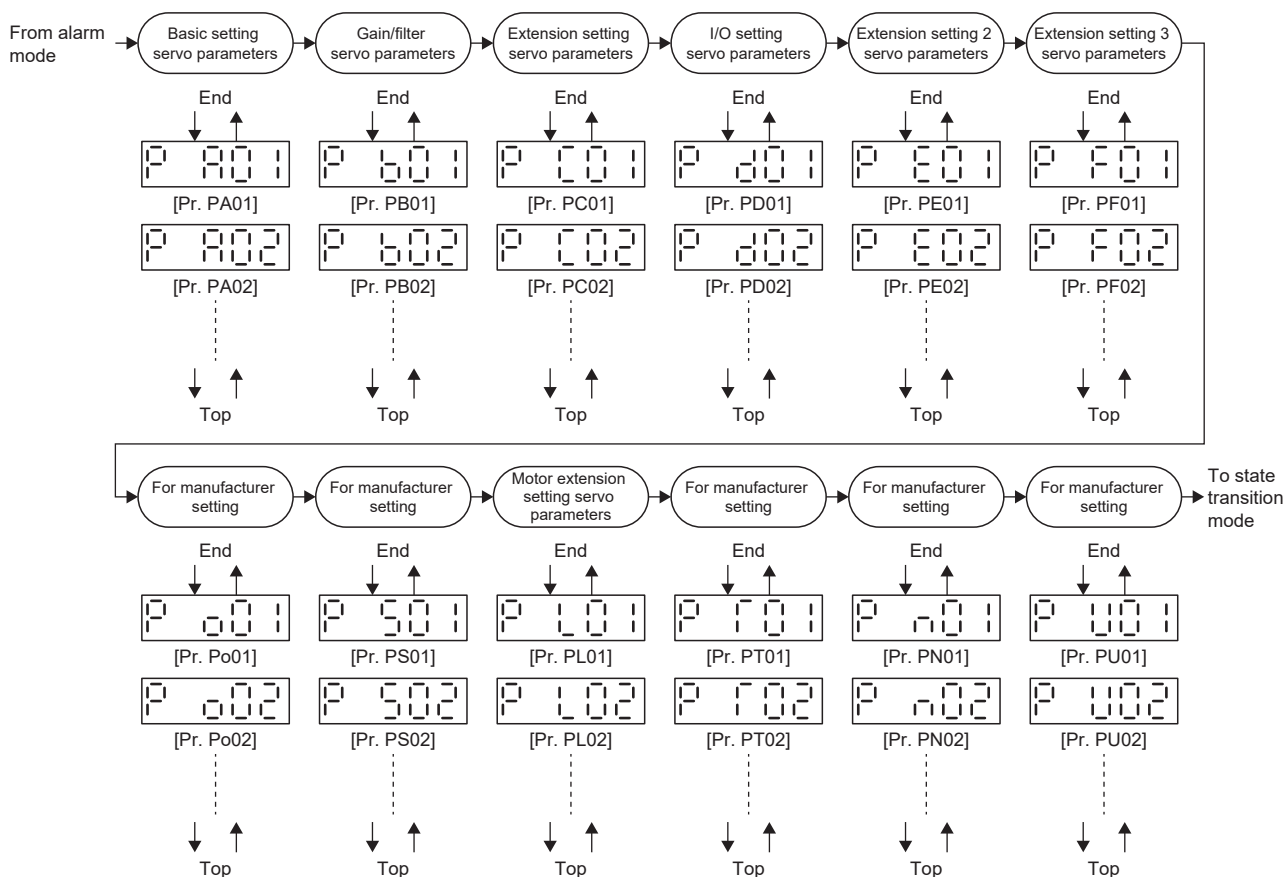 From alarm
mode
Basic setting
servo parameters
Gain/filter
servo parameters
Extension setting
servo parameters
I/O setting
servo parameters
Extension setting 2
servo parameters
Extension setting 3
servo parameters
End End End End End End
P A01 P b01 P C01 P d01 P E01 P F01
[Pr. PA01] [Pr. PB01] [Pr. PC01] [Pr. PD01] [Pr. PE01] [Pr. PF01]
P A02 P b02 P C02 P d02 P E02 P F02
[Pr. PA02] [Pr. PB02] [Pr. PC02] [Pr. PD02] [Pr. PE02] [Pr. PF02]
Top Top Top Top Top Top
For manufacturer
setting
For manufacturer
setting
Motor extension
setting servo
parameters
For manufacturer
setting
For manufacturer
setting
For manufacturer
setting
To state
transition
mode
End End End End End End
P o01 P S01 P L01 P T01 P n01 P U01
[Pr. Po01] [Pr. PS01] [Pr. PL01] [Pr. PT01] [Pr. PN01] [Pr. PU01]
P o02 P S02 P L02 P T02 P n02 P U02
[Pr. Po02] [Pr. PS02] [Pr. PL02] [Pr. PT02] [Pr. PN02] [Pr. PU02]
Top Top Top Top Top Top